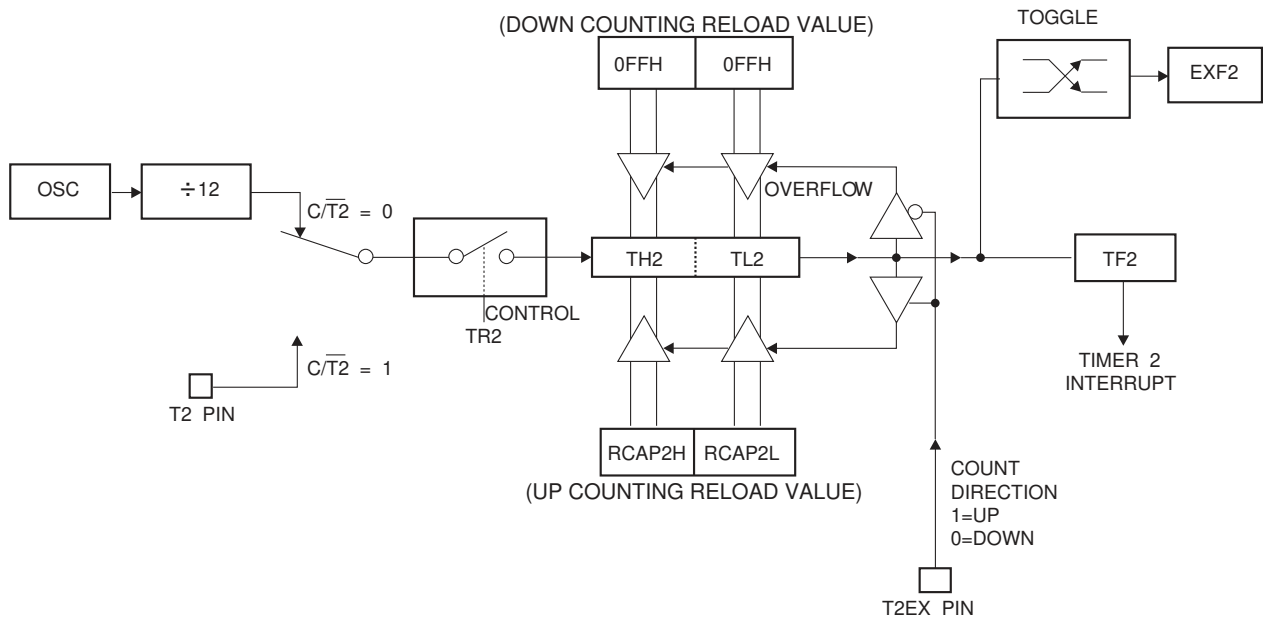 (DOWN COUNTING RELOAD VALUE)
TOGGLE
0FFH
0FFH
EXF2
OSC
÷12
C/T2̅ = 0
OVERFLOW
TH2
TL2
TF2
CONTROL
TR2
C/T2̅ = 1
TIMER 2
INTERRUPT
T2 PIN
RCAP2H
RCAP2L
(UP COUNTING RELOAD VALUE)
COUNT
DIRECTION
1=UP
0=DOWN
T2EX PIN